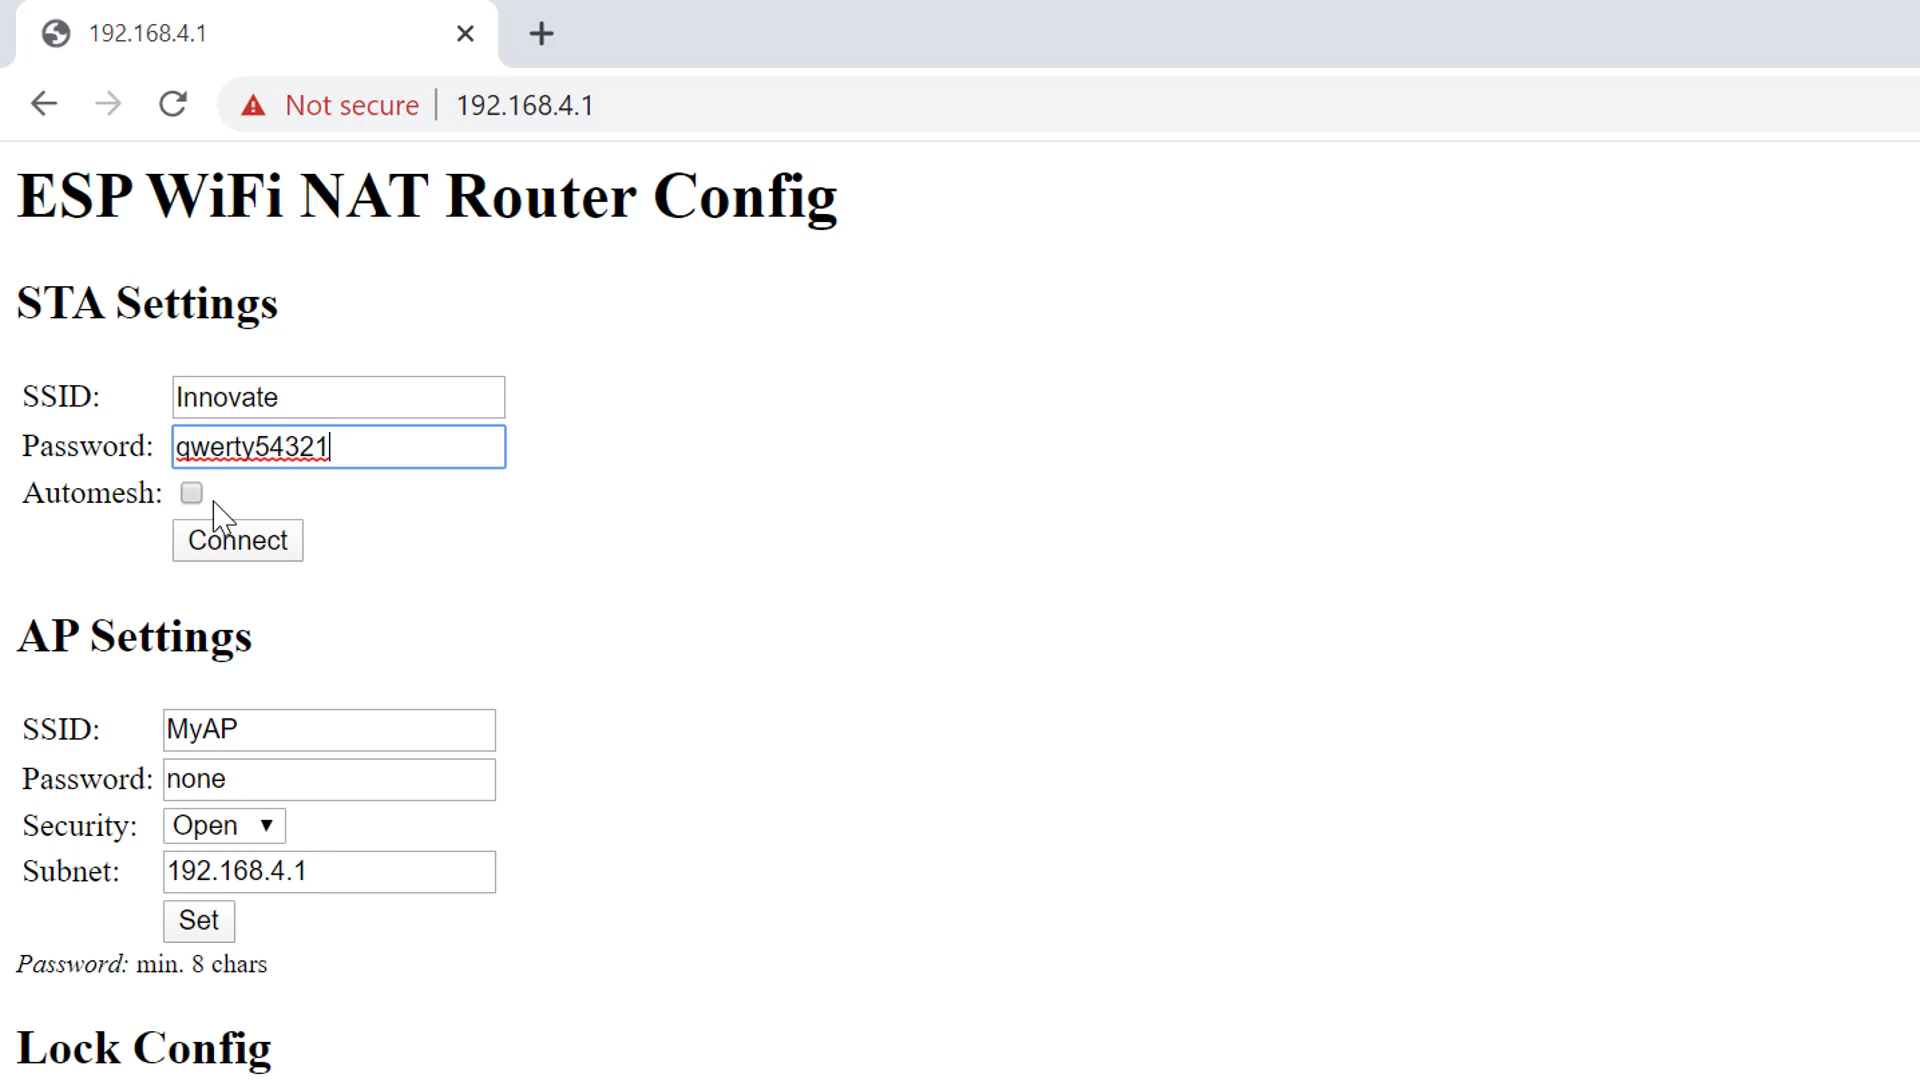 192.168.4.1
Not secure 192.168.4.1
ESP WiFi NAT Router Config
STA Settings
SSID: Innovate
Password: qwerty54321
Automesh:
Connect
AP Settings
SSID: MyAP
Password: none
Security: Open
Subnet: 192.168.4.1
Set
Password: min. 8 chars
Lock Config